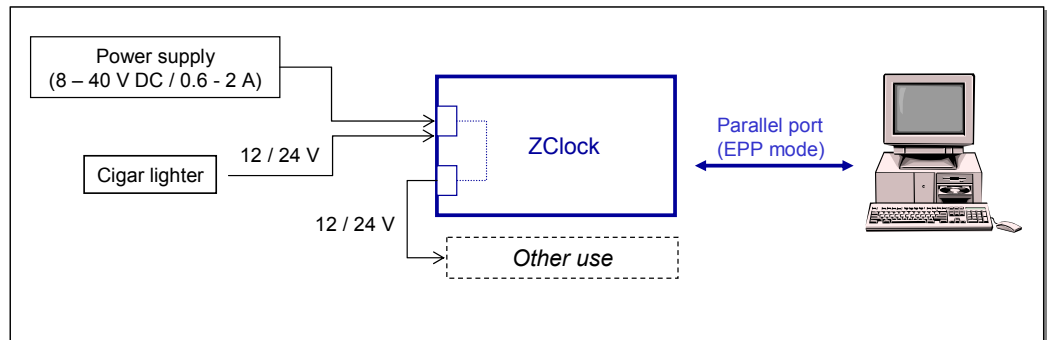 Power supply
(8 – 40 V DC / 0.6 - 2 A)
12 / 24 V
Cigar lighter
ZClock
Parallel port
(EPP mode)
12 / 24 V
Other use